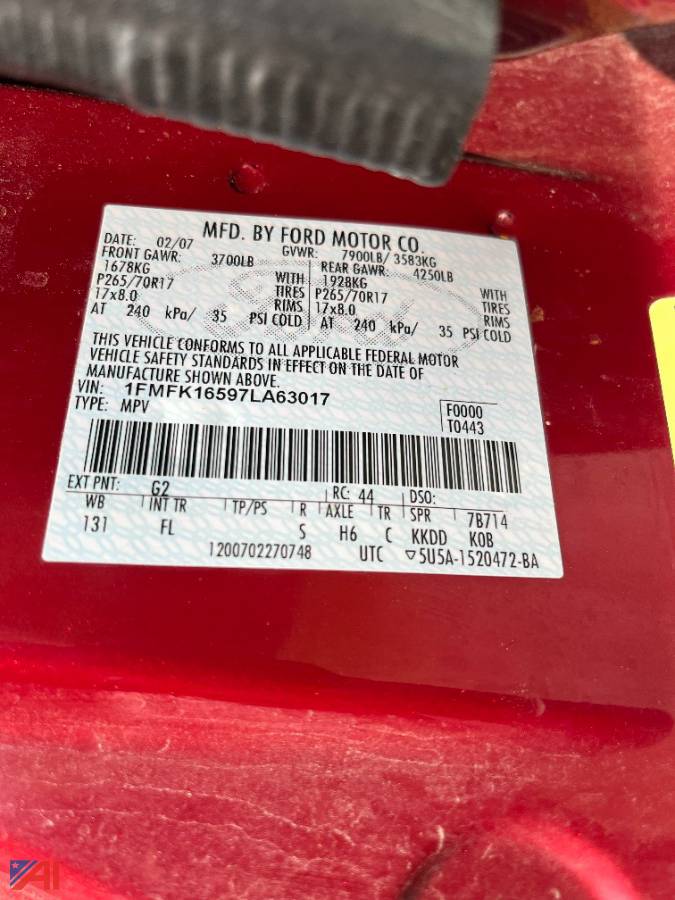 MFD. BY FORD MOTOR CO.
DATE: 02/07 GVWR: 7900LB/ 3583KG
FRONT GAWR: 3700LB REAR GAWR: 4250LB
1678KG WITH 1928KG WITH
P265/70R17 TIRES P265/70R17 TIRES
17x8.0 RIMS 17x8.0 RIMS
AT 240 kPa/ 35 PSI COLD AT 240 kPa/ 35 PSI COLD
THIS VEHICLE CONFORMS TO ALL APPLICABLE FEDERAL MOTOR
VEHICLE SAFETY STANDARDS IN EFFECT ON THE DATE OF
MANUFACTURE SHOWN ABOVE.
VIN: 1FMFK16597LA63017
TYPE: MPV
F0000
T0443
EXT PNT: G2 RC: 44 DSO:
WB INT TR TP/PS R AXLE TR SPR 7B714
131 FL S H6 C KKDD K0B
1200702270748 UTC ▽5U5A-1520472-BA
Ford
AI